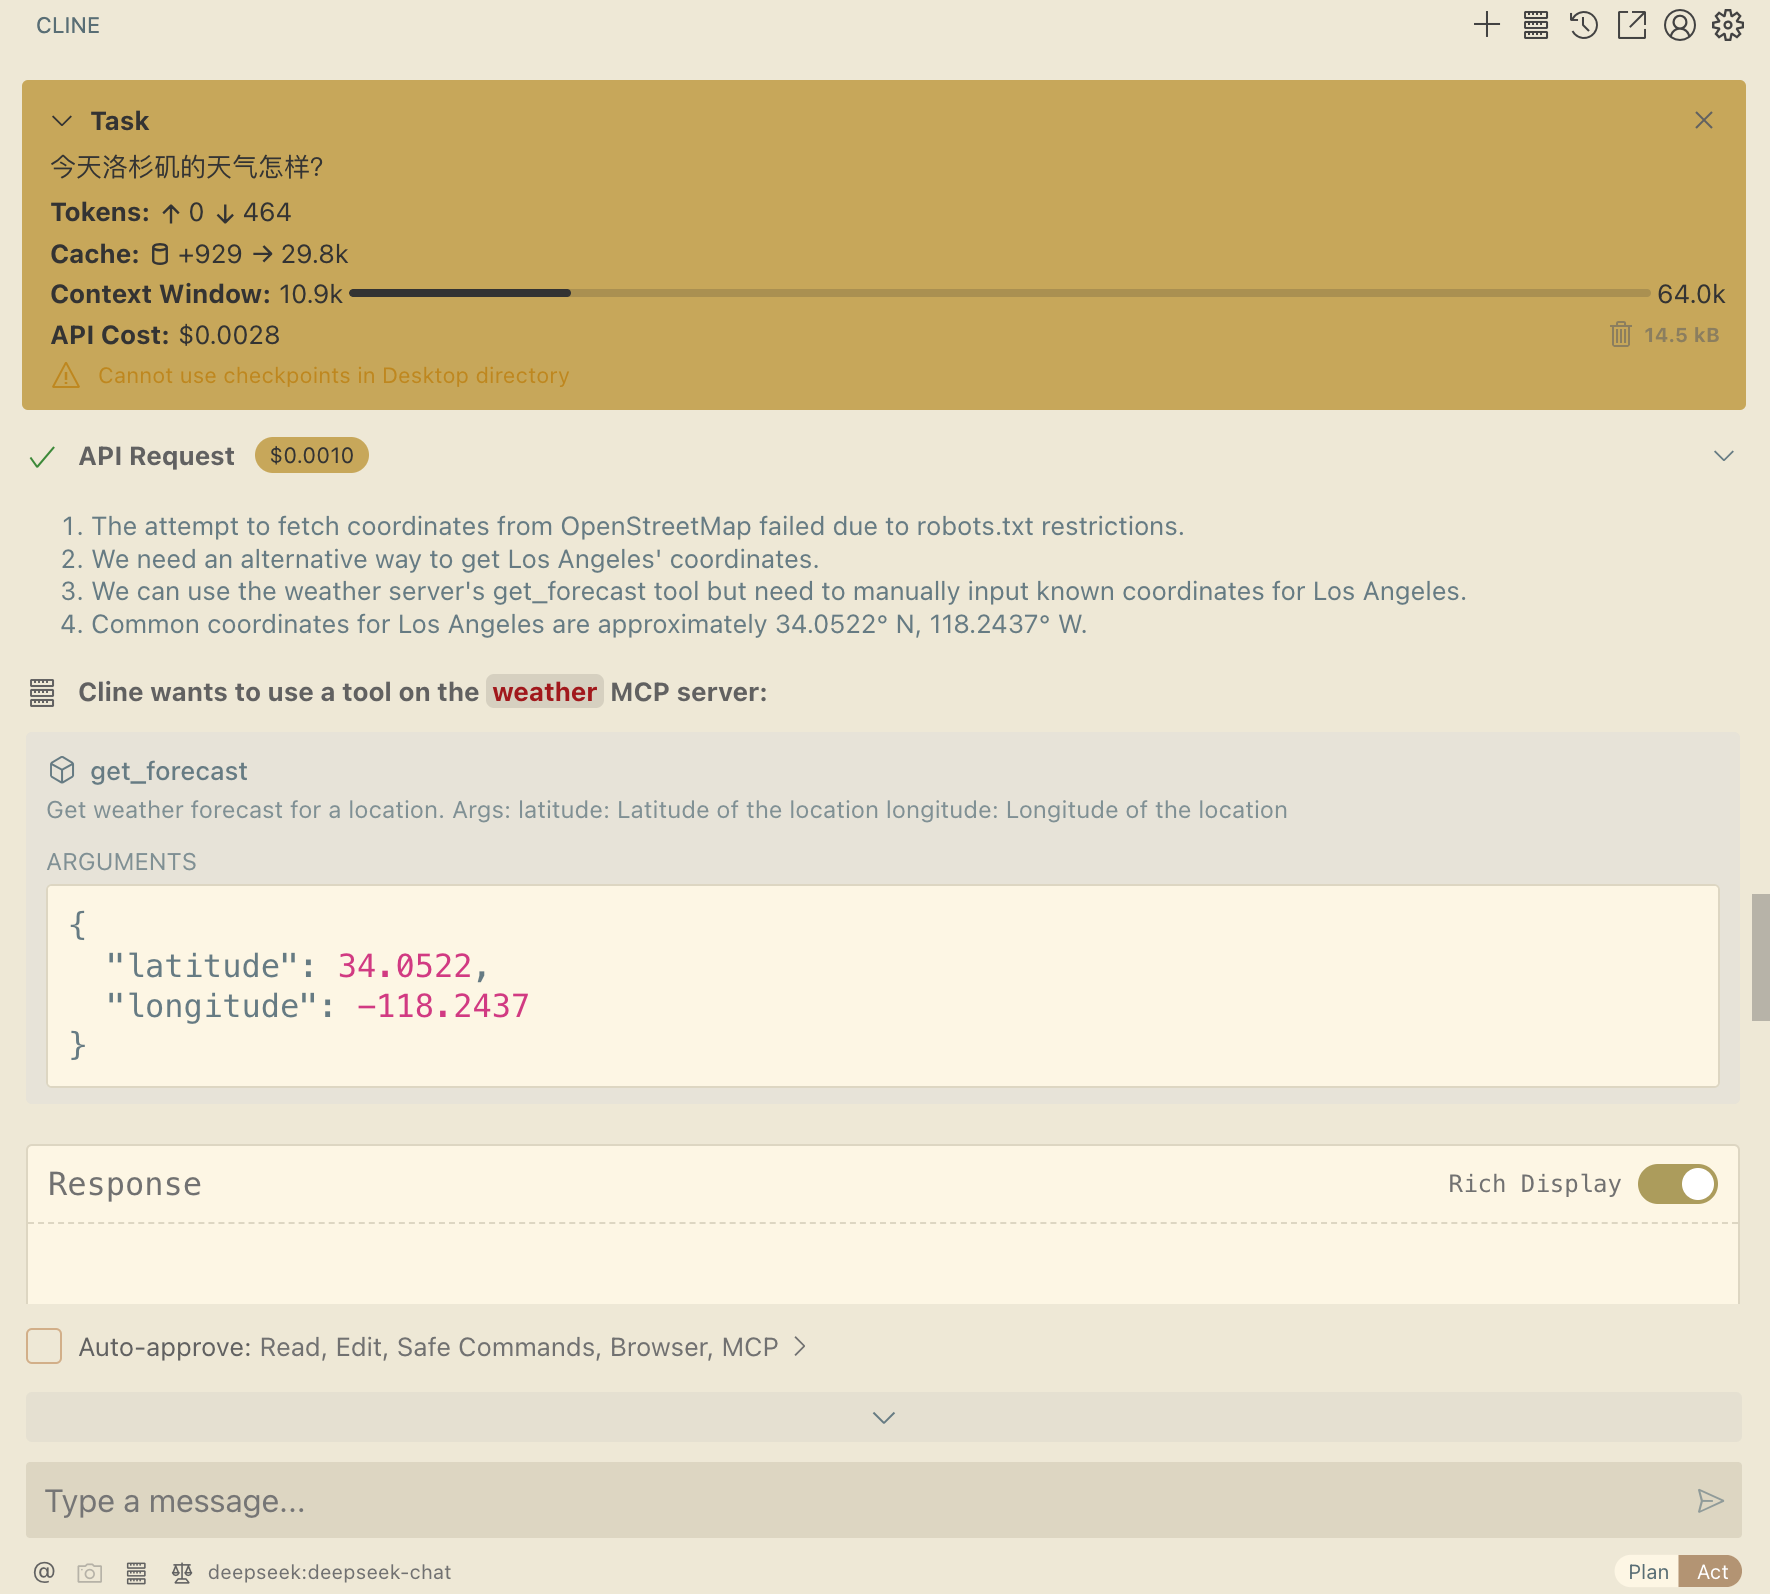 CLINE
Task
今天洛杉矶的天气怎样?
Tokens: ↑ 0 ↓ 464
Cache: +929 → 29.8k
Context Window: 10.9k 64.0k
API Cost: $0.0028 14.5 kB
Cannot use checkpoints in Desktop directory
API Request $0.0010
1. The attempt to fetch coordinates from OpenStreetMap failed due to robots.txt restrictions.
2. We need an alternative way to get Los Angeles' coordinates.
3. We can use the weather server's get_forecast tool but need to manually input known coordinates for Los Angeles.
4. Common coordinates for Los Angeles are approximately 34.0522° N, 118.2437° W.
Cline wants to use a tool on the weather MCP server:
get_forecast
Get weather forecast for a location. Args: latitude: Latitude of the location longitude: Longitude of the location
ARGUMENTS
{
"latitude": 34.0522,
"longitude": -118.2437
}
Response Rich Display
Auto-approve: Read, Edit, Safe Commands, Browser, MCP
Type a message...
@ deepseek:deepseek-chat Plan Act